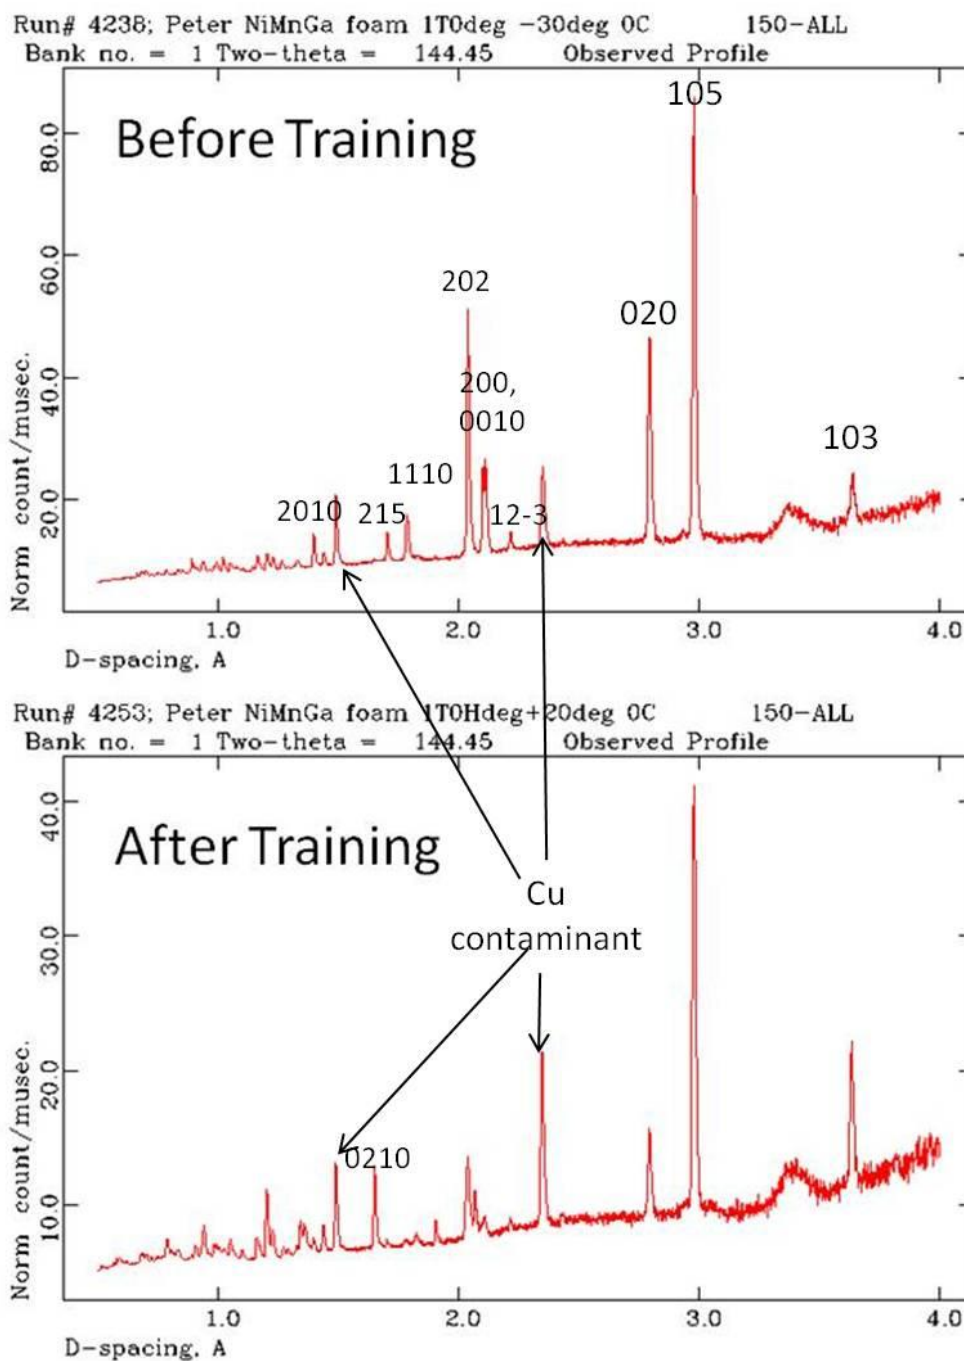 Run# 4238; Peter NiMnGa foam 1T0deg -30deg 0C 150-ALL
Bank no. = 1 Two-theta = 144.45 Observed Profile
105
Before Training
80.0
60.0
202
020
Norm count/musec.
40.0
200,
0010
103
1110
20.0
2010 215 12-3
1.0 2.0 3.0 4.0
D-spacing, A
Run# 4253; Peter NiMnGa foam 1T0Hdeg+20deg 0C 150-ALL
Bank no. = 1 Two-theta = 144.45 Observed Profile
40.0
After Training
Cu
contaminant
30.0
Norm count/musec.
20.0
0210
10.0
1.0 2.0 3.0 4.0
D-spacing, A